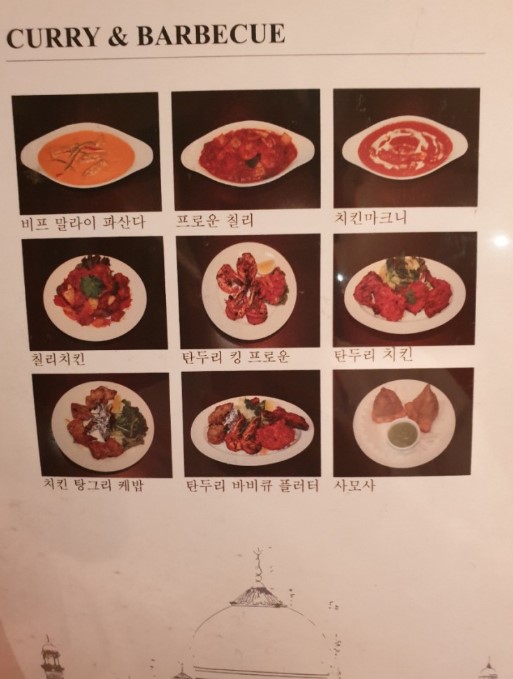 CURRY & BARBECUE
비프 말라이 파산다
프로운 칠리
치킨마크니
칠리치킨
탄두리 킹 프로운
탄두리 치킨
치킨 탕그리 케밥
탄두리 바비큐 플러터
사모사